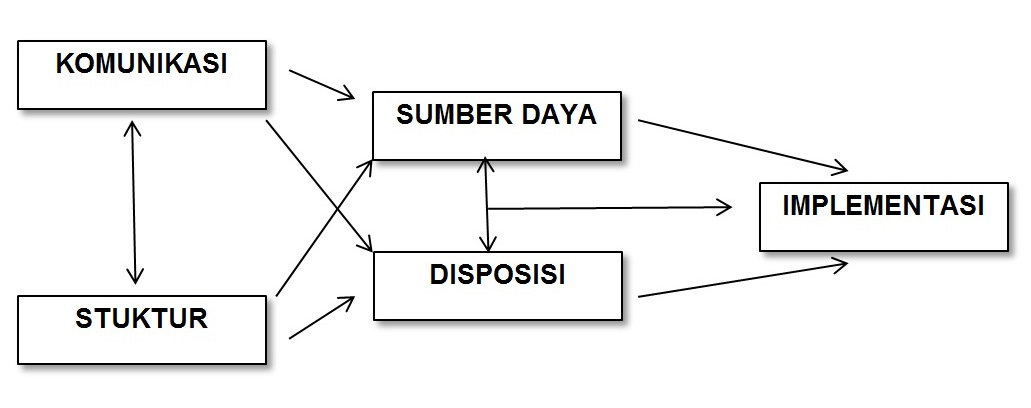 KOMUNIKASI
SUMBER DAYA
IMPLEMENTASI
DISPOSISI
STUKTUR